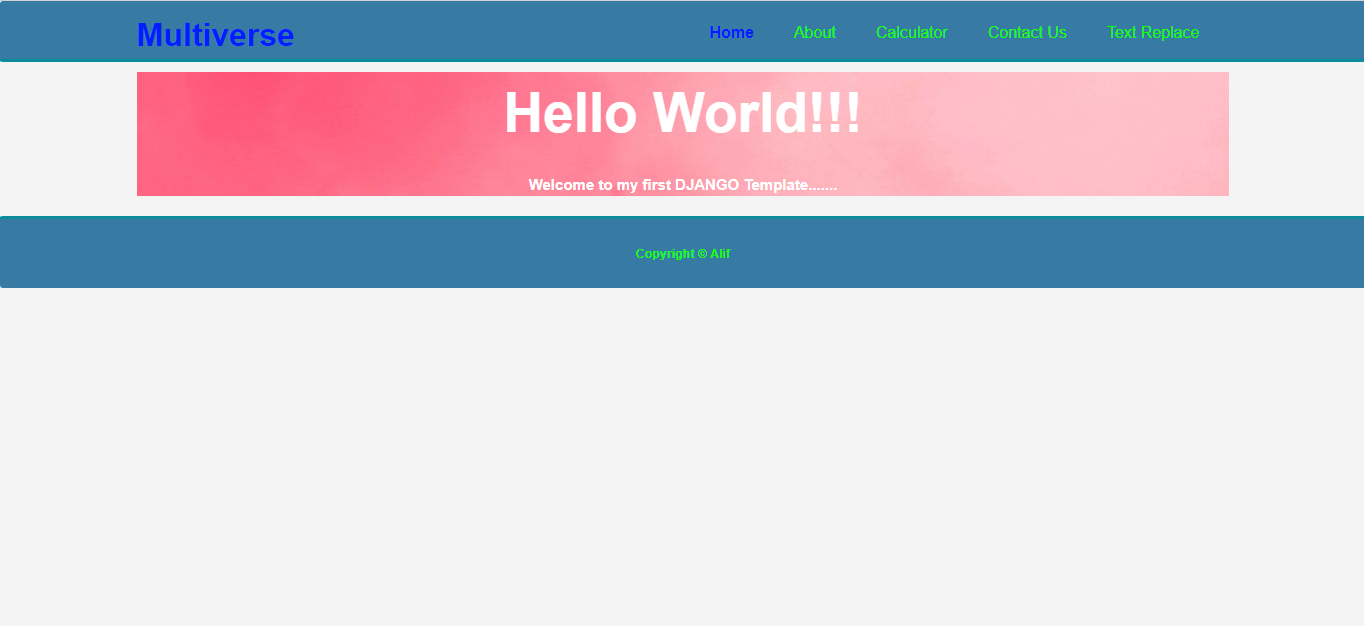 Multiverse
Home About Calculator Contact Us Text Replace
Hello World!!!
Welcome to my first DJANGO Template.......
Copyright © Alif